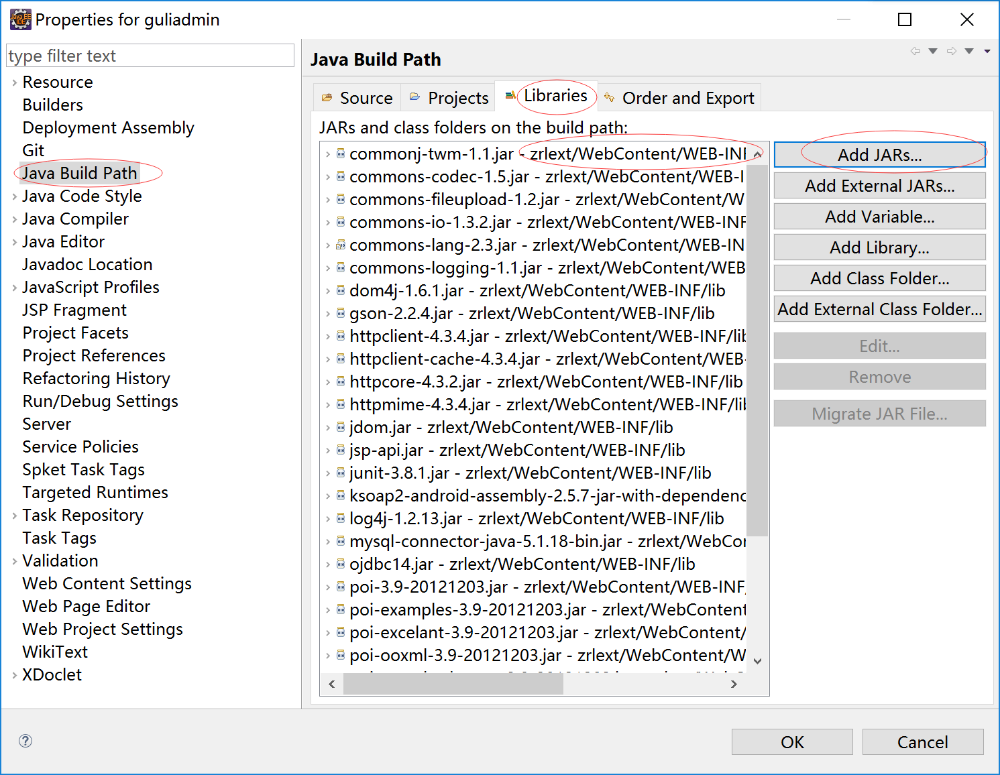 Properties for guliadmin
type filter text
Resource
Builders
Deployment Assembly
Git
Java Build Path
Java Code Style
Java Compiler
Java Editor
Javadoc Location
JavaScript Profiles
JSP Fragment
Project Facets
Project References
Refactoring History
Run/Debug Settings
Server
Service Policies
Spket Task Tags
Targeted Runtimes
Task Repository
Task Tags
Validation
Web Content Settings
Web Page Editor
Web Project Settings
WikiText
XDoclet
Java Build Path
Source Projects Libraries Order and Export
JARs and class folders on the build path:
commonj-twm-1.1.jar - zrlext/WebContent/WEB-INF
commons-codec-1.5.jar - zrlext/WebContent/WEB-I
commons-fileupload-1.2.jar - zrlext/WebContent/W
commons-io-1.3.2.jar - zrlext/WebContent/WEB-INF
commons-lang-2.3.jar - zrlext/WebContent/WEB-IN
commons-logging-1.1.jar - zrlext/WebContent/WEB
dom4j-1.6.1.jar - zrlext/WebContent/WEB-INF/lib
gson-2.2.4.jar - zrlext/WebContent/WEB-INF/lib
httpclient-4.3.4.jar - zrlext/WebContent/WEB-INF/lib
httpclient-cache-4.3.4.jar - zrlext/WebContent/WEB-
httpcore-4.3.2.jar - zrlext/WebContent/WEB-INF/lib
httpmime-4.3.4.jar - zrlext/WebContent/WEB-INF/lib
jdom.jar - zrlext/WebContent/WEB-INF/lib
jsp-api.jar - zrlext/WebContent/WEB-INF/lib
junit-3.8.1.jar - zrlext/WebContent/WEB-INF/lib
ksoap2-android-assembly-2.5.7-jar-with-dependenc
log4j-1.2.13.jar - zrlext/WebContent/WEB-INF/lib
mysql-connector-java-5.1.18-bin.jar - zrlext/WebCor
ojdbc14.jar - zrlext/WebContent/WEB-INF/lib
poi-3.9-20121203.jar - zrlext/WebContent/WEB-INF/
poi-examples-3.9-20121203.jar - zrlext/WebContent
poi-excelant-3.9-20121203.jar - zrlext/WebContent/
poi-ooxml-3.9-20121203.jar - zrlext/WebContent/W
Add JARs...
Add External JARs...
Add Variable...
Add Library...
Add Class Folder...
Add External Class Folder...
Edit...
Remove
Migrate JAR File...
OK
Cancel